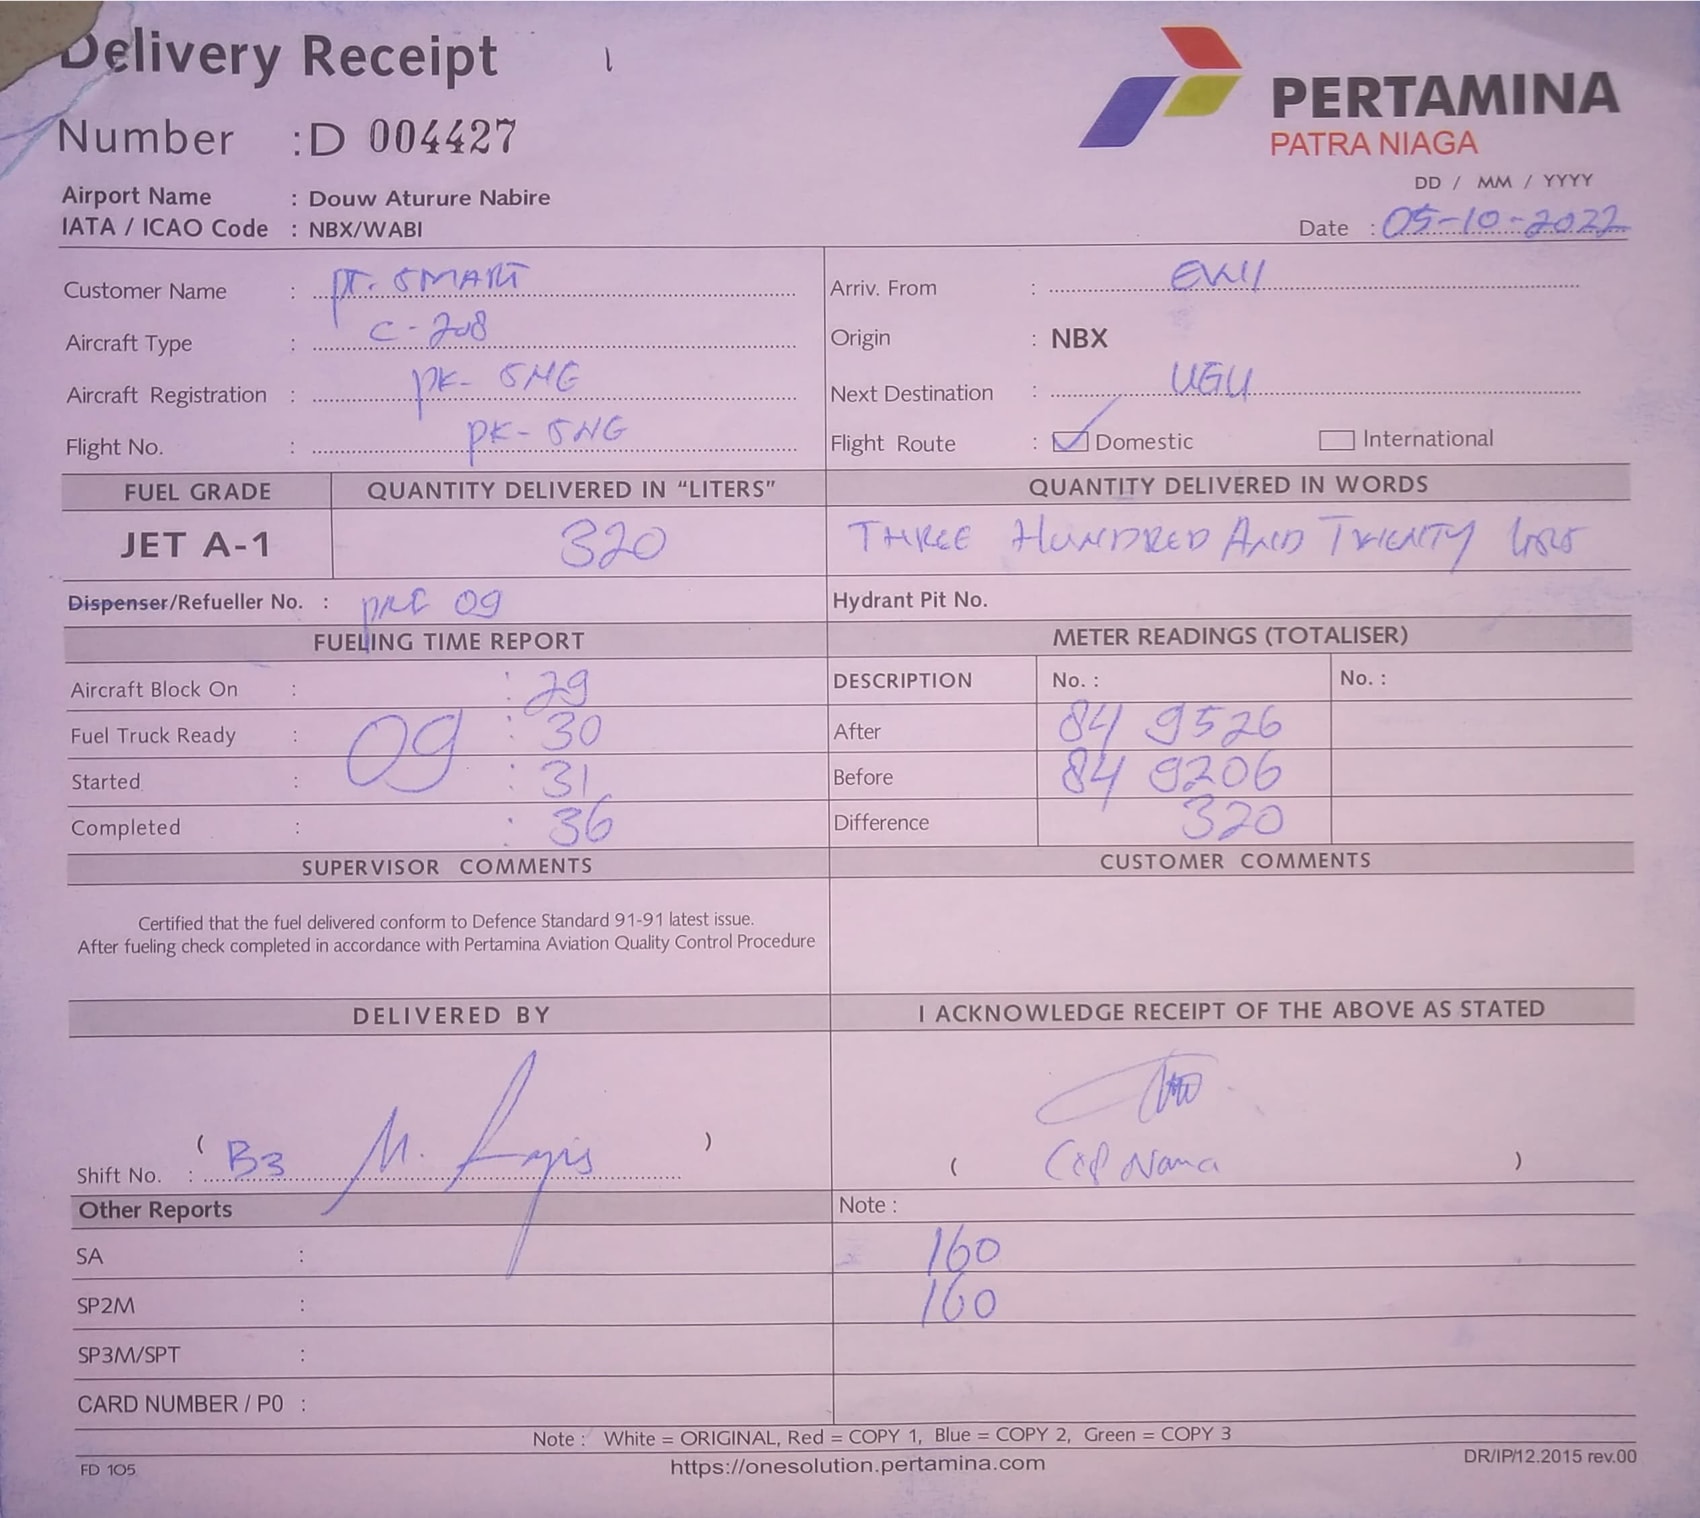 Delivery Receipt
Number : D 004427
PERTAMINA
PATRA NIAGA
Airport Name : Douw Aturure Nabire
IATA / ICAO Code : NBX/WABI
DD / MM / YYYY
Date : 05-10-2022
Customer Name : PT. SMART
Arriv. From :
Aircraft Type : C-208
Origin : NBX
Aircraft Registration : PK-
Next Destination : UGU
Flight No. : PK-SNG
Flight Route : Domestic International
FUEL GRADE QUANTITY DELIVERED IN "LITERS" QUANTITY DELIVERED IN WORDS
JET A-1 320 THREE HUNDRED AND TWENTY
Dispenser/Refueller No. : 09 Hydrant Pit No.
FUELING TIME REPORT METER READINGS (TOTALISER)
Aircraft Block On : : 29 DESCRIPTION No. : No. :
Fuel Truck Ready : 09 : 30 After 84 9526
Started : : 31 Before 84 9206
Completed : : 36 Difference 320
SUPERVISOR COMMENTS CUSTOMER COMMENTS
Certified that the fuel delivered conform to Defence Standard 91-91 latest issue.
After fueling check completed in accordance with Pertamina Aviation Quality Control Procedure
DELIVERED BY I ACKNOWLEDGE RECEIPT OF THE ABOVE AS STATED
( )
Shift No. : B3 M.
( Nana )
Other Reports Note :
SA : 160
SP2M : 160
SP3M/SPT :
CARD NUMBER / P0 :
Note : White = ORIGINAL, Red = COPY 1, Blue = COPY 2, Green = COPY 3
FD 105 https://onesolution.pertamina.com DR/IP/12.2015 rev.00